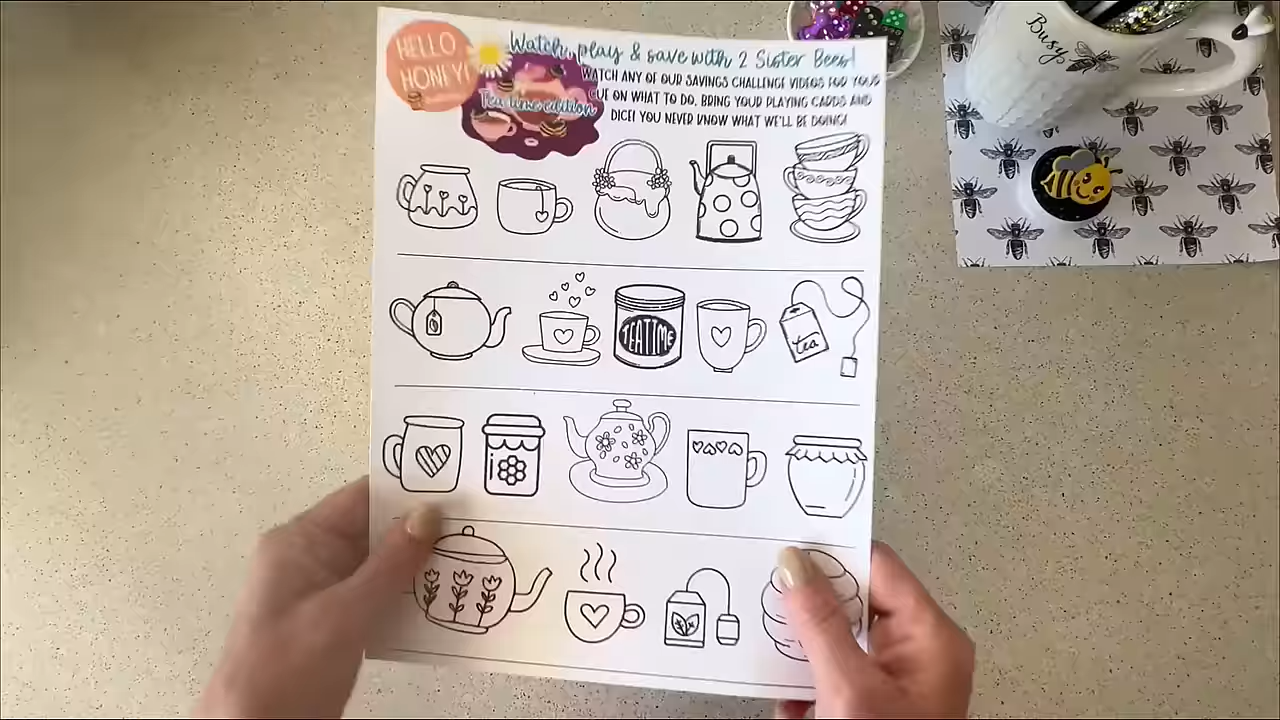 HELLO
HONEY!
Watch, play & save with 2 Sister Bees!
Tea time edition
WATCH ANY OF OUR SAVINGS CHALLENGE VIDEOS FOR YOUR
CUE ON WHAT TO DO. BRING YOUR PLAYING CARDS AND
DICE! YOU NEVER KNOW WHAT WE'LL BE DOING!
Busy
TEATIME
tea